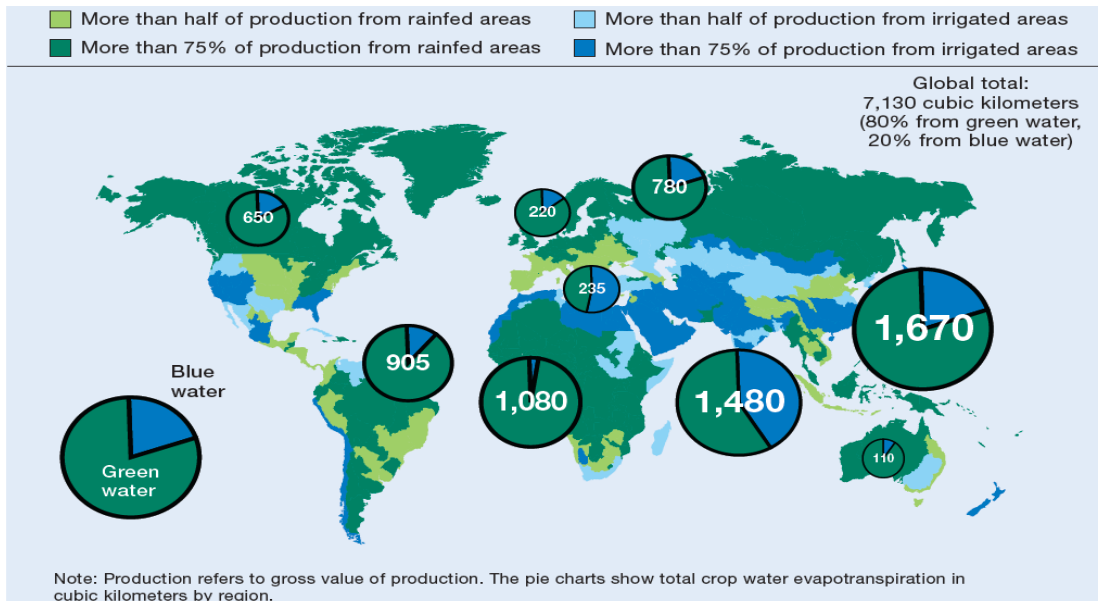 More than half of production from rainfed areas
More than half of production from irrigated areas
More than 75% of production from rainfed areas
More than 75% of production from irrigated areas
Global total:
7,130 cubic kilometers
(80% from green water,
20% from blue water)
780
650
220
235
1,670
905
1,080
1,480
110
Blue
water
Green
water
Note: Production refers to gross value of production. The pie charts show total crop water evapotranspiration in
cubic kilometers by region.